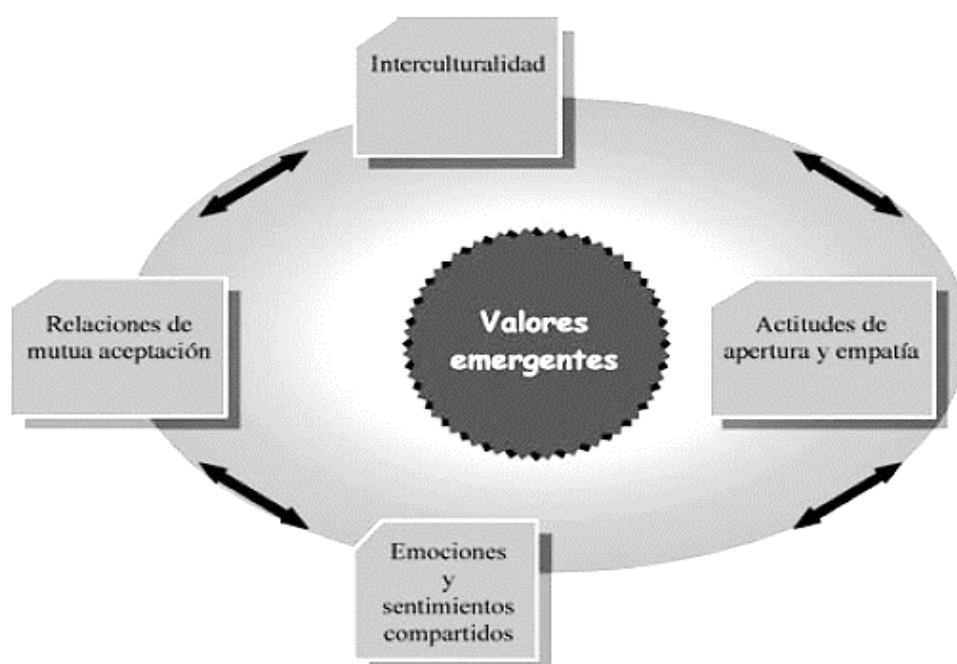 Interculturalidad
Relaciones de
mutua aceptación
Valores
emergentes
Actitudes de
apertura y empatía
Emociones
y
sentimientos
compartidos